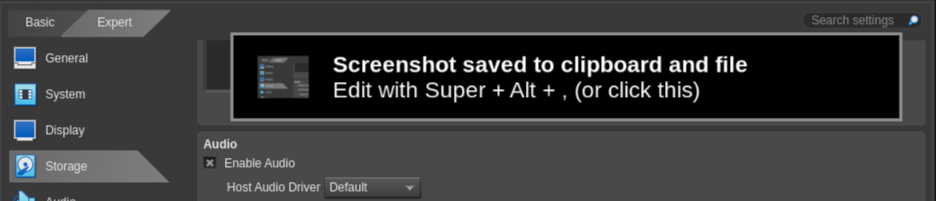 Basic
Expert
Search settings
General
System
Display
Storage
Screenshot saved to clipboard and file
Edit with Super + Alt + , (or click this)
Audio
Enable Audio
Host Audio Driver Default